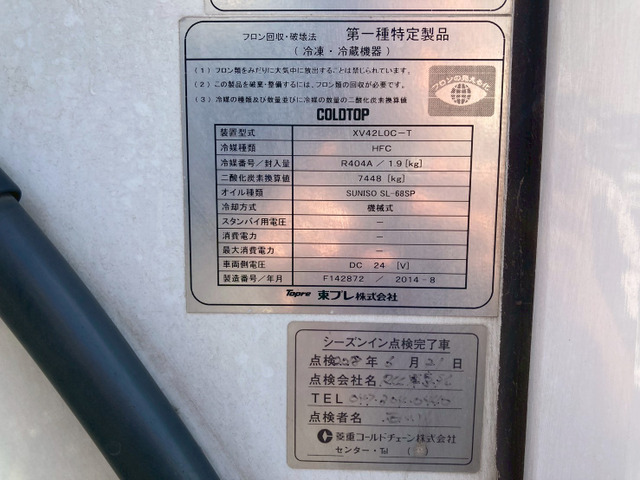 フロン回収・破壊法 第一種特定製品
(冷凍・冷蔵機器)
(1) フロン類をみだりに大気中に放出することは禁じられています。
(2) この製品を破棄・整備するには、フロン類の回収が必要です。
(3) 冷媒の種類及び数量並びに冷媒の数量の二酸化炭素換算値
フロンの見える化
COLDTOP
装置型式 XV42LOC-T
冷媒種類 HFC
冷媒番号/封入量 R404A / 1.9 [kg]
二酸化炭素換算値 7448 [kg]
オイル種類 SUNISO SL-68SP
冷却方式 機械式
スタンバイ用電圧 -
消費電力 -
最大消費電力 -
車両側電圧 DC 24 [V]
製造番号/年月 F142872 / 2014-8
Topre 東プレ株式会社
シーズンイン点検完了車
点検 年 月 日
点検会社名
TEL
点検者名
菱重コールドチェーン株式会社
センター・Tel ( )